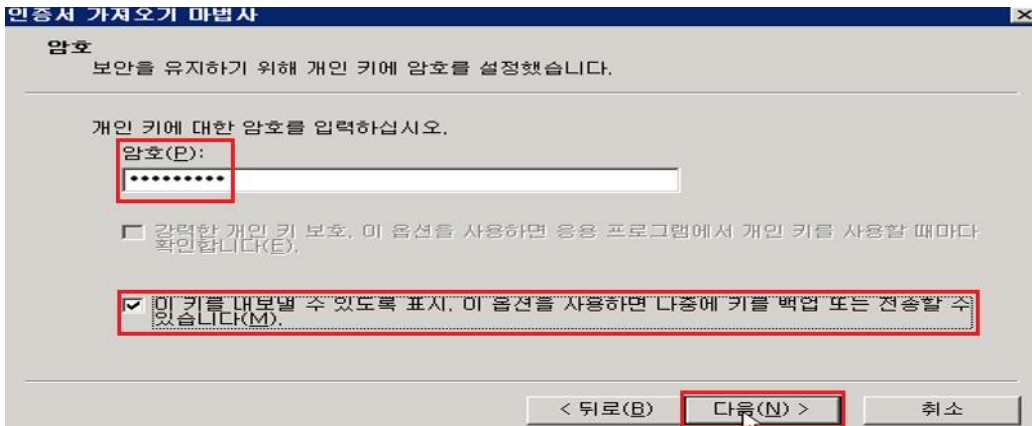 인증서 가져오기 마법사
암호
보안을 유지하기 위해 개인 키에 암호를 설정했습니다.
개인 키에 대한 암호를 입력하십시오.
암호(P):
•••••••••
강력한 개인 키 보호. 이 옵션을 사용하면 응용 프로그램에서 개인 키를 사용할 때마다
확인합니다(E).
이 키를 내보낼 수 있도록 표시. 이 옵션을 사용하면 나중에 키를 백업 또는 전송할 수
있습니다(M).
< 뒤로(B) 다음(N) > 취소